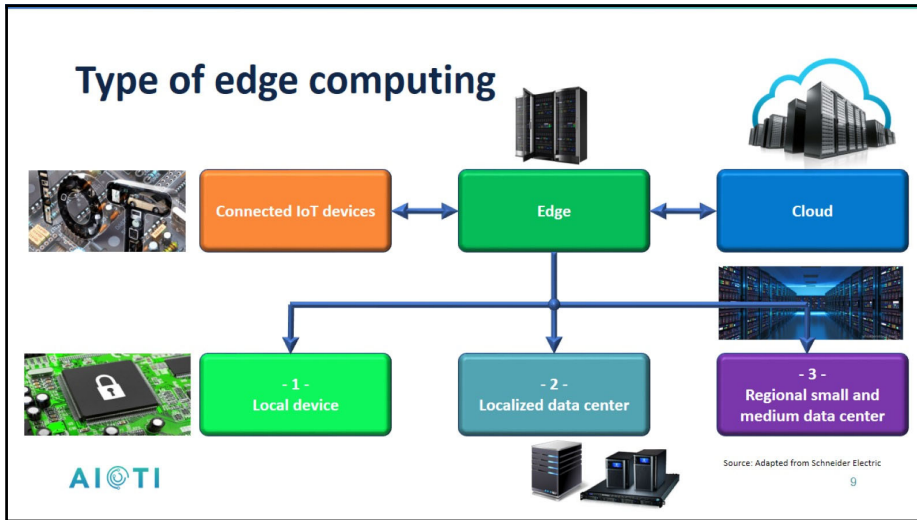 Type of edge computing
Connected IoT devices
Edge
Cloud
- 1 -
Local device
- 2 -
Localized data center
- 3 -
Regional small and
medium data center
Source: Adapted from Schneider Electric
AIOTI
9